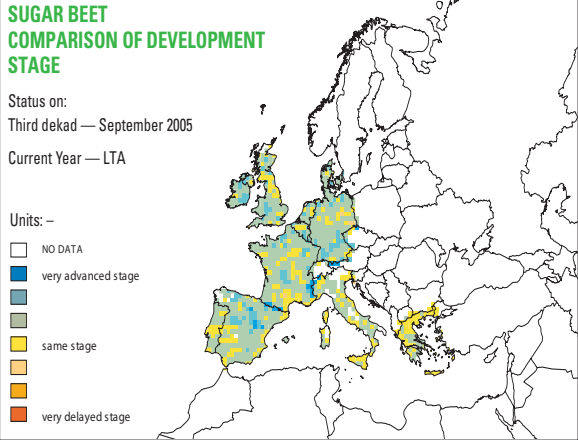 SUGAR BEET
COMPARISON OF DEVELOPMENT
STAGE
Status on:
Third dekad — September 2005
Current Year — LTA
Units: –
NO DATA
very advanced stage
same stage
very delayed stage